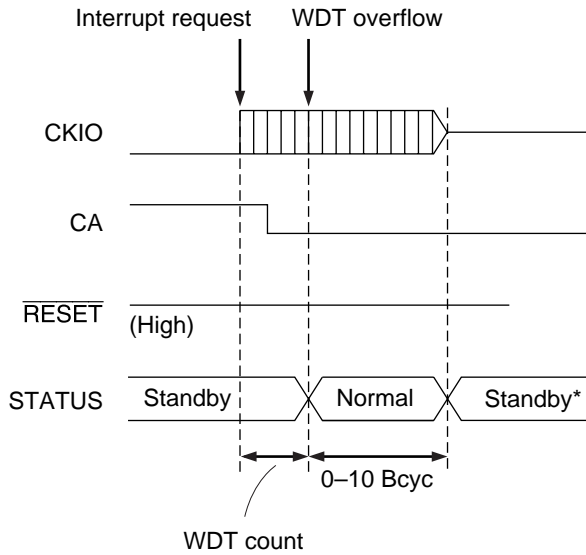 Interrupt request
WDT overflow
CKIO
CA
RESET
(High)
STATUS
Standby
Normal
Standby*
0–10 Bcyc
WDT count